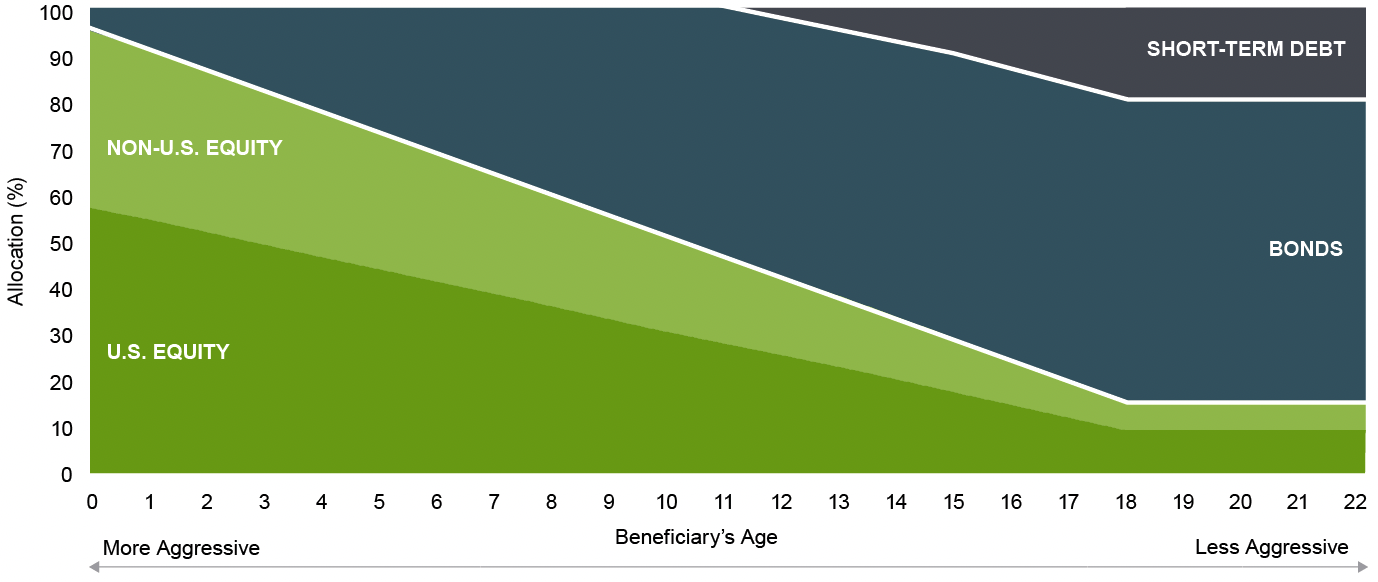 100
90
80
70
60
50
40
30
20
10
0
Allocation (%)
SHORT-TERM DEBT
NON-U.S. EQUITY
BONDS
U.S. EQUITY
0 1 2 3 4 5 6 7 8 9 10 11 12 13 14 15 16 17 18 19 20 21 22
Beneficiary’s Age
More Aggressive
Less Aggressive